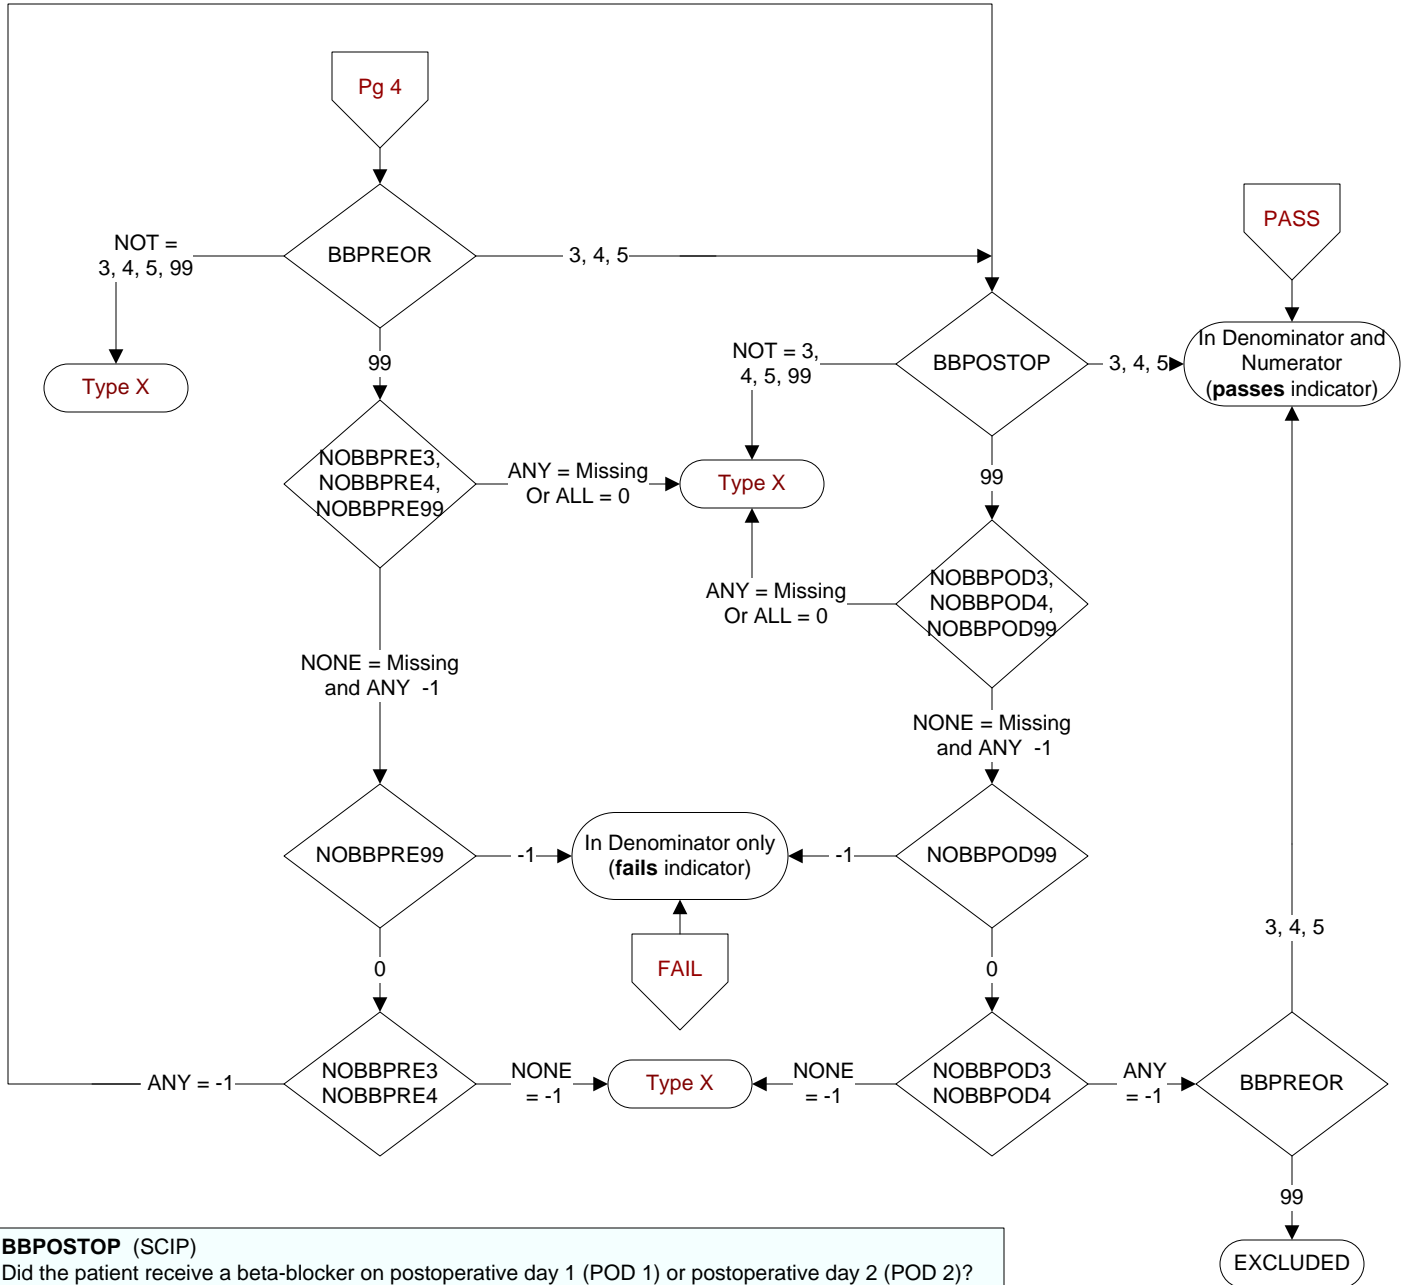 Pg 4
BBPREOR
NOT =
3, 4, 5, 99
3, 4, 5
Type X
99
PASS
In Denominator and
Numerator
(passes indicator)
NOT = 3,
4, 5, 99
BBPOSTOP
3, 4, 5
NOBBPRE3,
NOBBPRE4,
NOBBPRE99
ANY = Missing
Or ALL = 0
Type X
99
ANY = Missing
Or ALL = 0
NOBBPOD3,
NOBBPOD4,
NOBBPOD99
NONE = Missing
and ANY -1
NONE = Missing
and ANY -1
NOBBPRE99
-1
In Denominator only
(fails indicator)
-1
NOBBPOD99
0
FAIL
0
3, 4, 5
ANY = -1
NOBBPRE3
NOBBPRE4
NONE
= -1
Type X
NONE
= -1
NOBBPOD3
NOBBPOD4
ANY
= -1
BBPREOR
99
EXCLUDED
BBPOSTOP (SCIP)
Did the patient receive a beta-blocker on postoperative day 1 (POD 1) or postoperative day 2 (POD 2)?